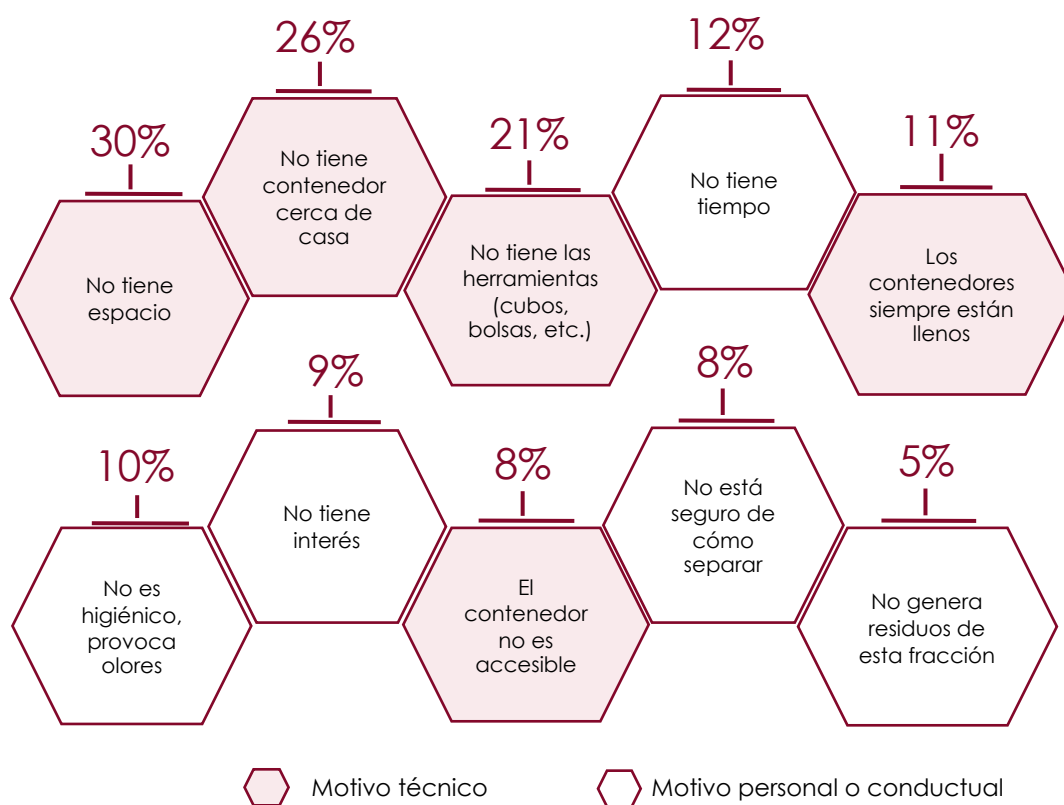 30%
No tiene
espacio
26%
No tiene
contenedor
cerca de
casa
21%
No tiene las
herramientas
(cubos,
bolsas, etc.)
12%
No tiene
tiempo
11%
Los
contenedores
siempre están
llenos
10%
No es
higiénico,
provoca
olores
9%
No tiene
interés
8%
El
contenedor
no es
accesible
8%
No está
seguro de
cómo
separar
5%
No genera
residuos de
esta fracción
Motivo técnico
Motivo personal o conductual